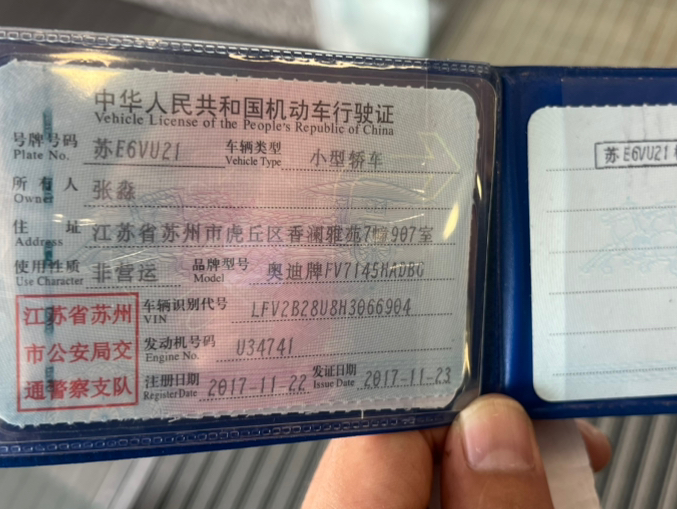 中华人民共和国机动车行驶证
Vehicle License of the People's Republic of China
号牌号码 苏E6VU21 车辆类型 小型轿车
Plate No. Vehicle Type
所有人 张淼
Owner
住址 江苏省苏州市虎丘区香澜雅苑7幢907室
Address
使用性质 非营运 品牌型号 奥迪牌FV7145HADBG
Use Character Model
江苏省苏州
市公安局交
通警察支队
车辆识别代号 LFV2B28U8H3066904
VIN
发动机号码 U34741
Engine No.
注册日期 2017-11-22 发证日期 2017-11-23
Register Date Issue Date
苏E6VU21